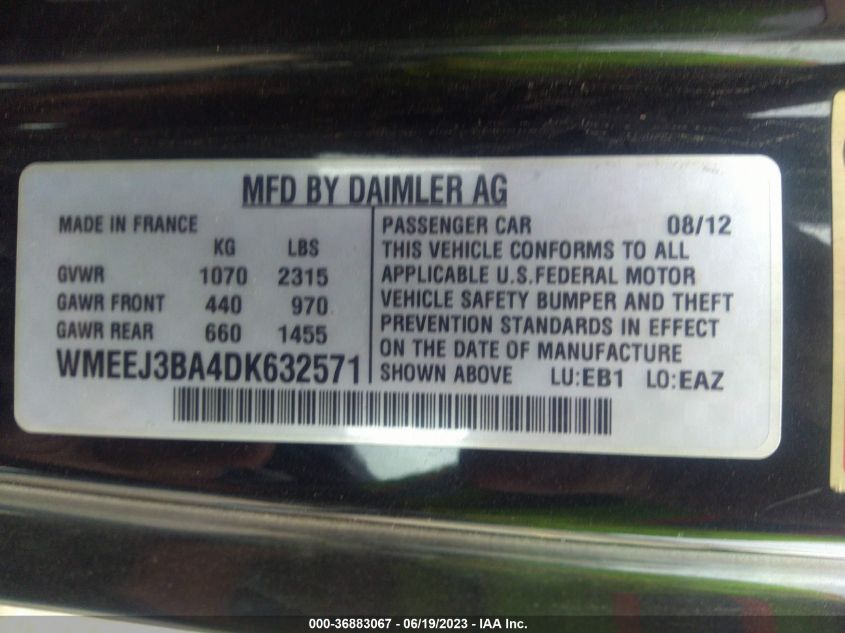 MFD BY DAIMLER AG
MADE IN FRANCE
KG LBS
GVWR 1070 2315
GAWR FRONT 440 970
GAWR REAR 660 1455
WMEEJ3BA4DK632571
PASSENGER CAR 08/12
THIS VEHICLE CONFORMS TO ALL
APPLICABLE U.S.FEDERAL MOTOR
VEHICLE SAFETY BUMPER AND THEFT
PREVENTION STANDARDS IN EFFECT
ON THE DATE OF MANUFACTURE
SHOWN ABOVE LU:EB1 LO:EAZ
000-36883067 - 06/19/2023 - IAA Inc.